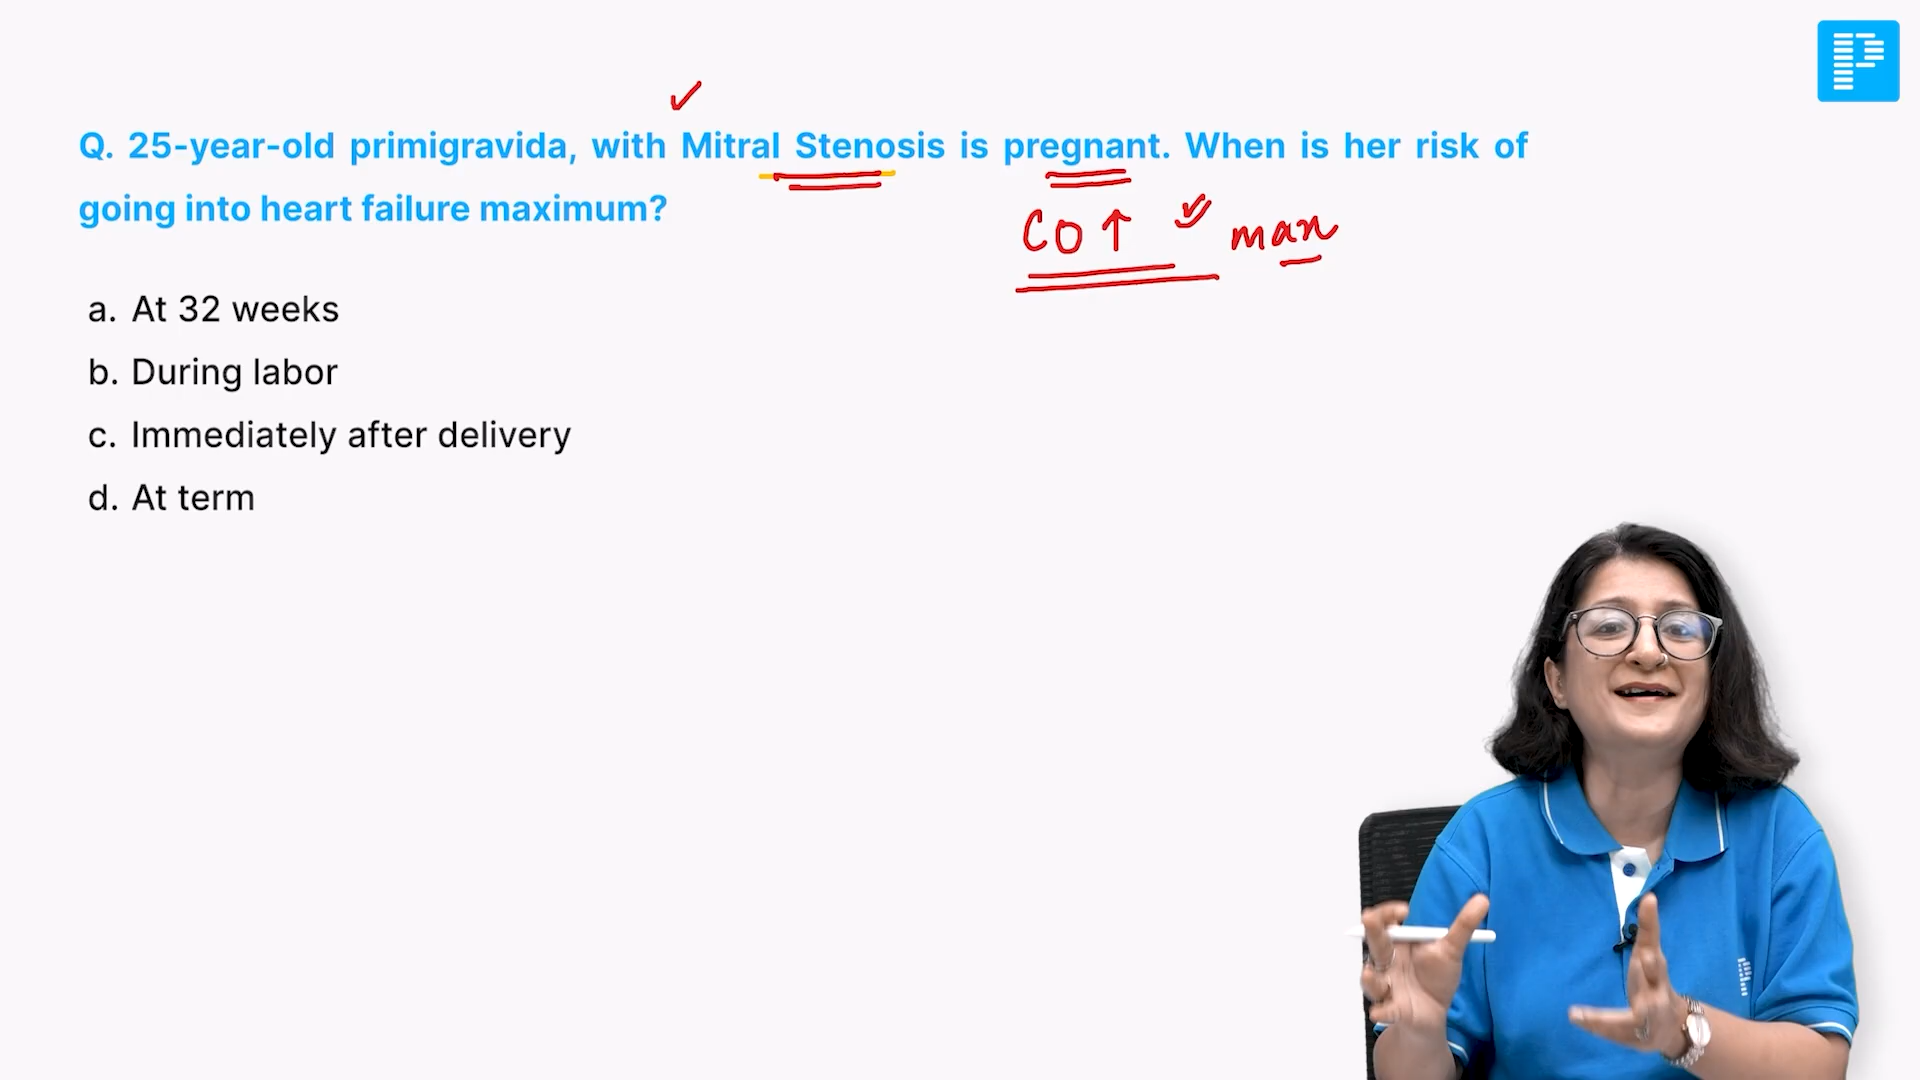 Q. 25-year-old primigravida, with Mitral Stenosis is pregnant. When is her risk of
going into heart failure maximum?
CO ↑ max
a. At 32 weeks
b. During labor
c. Immediately after delivery
d. At term